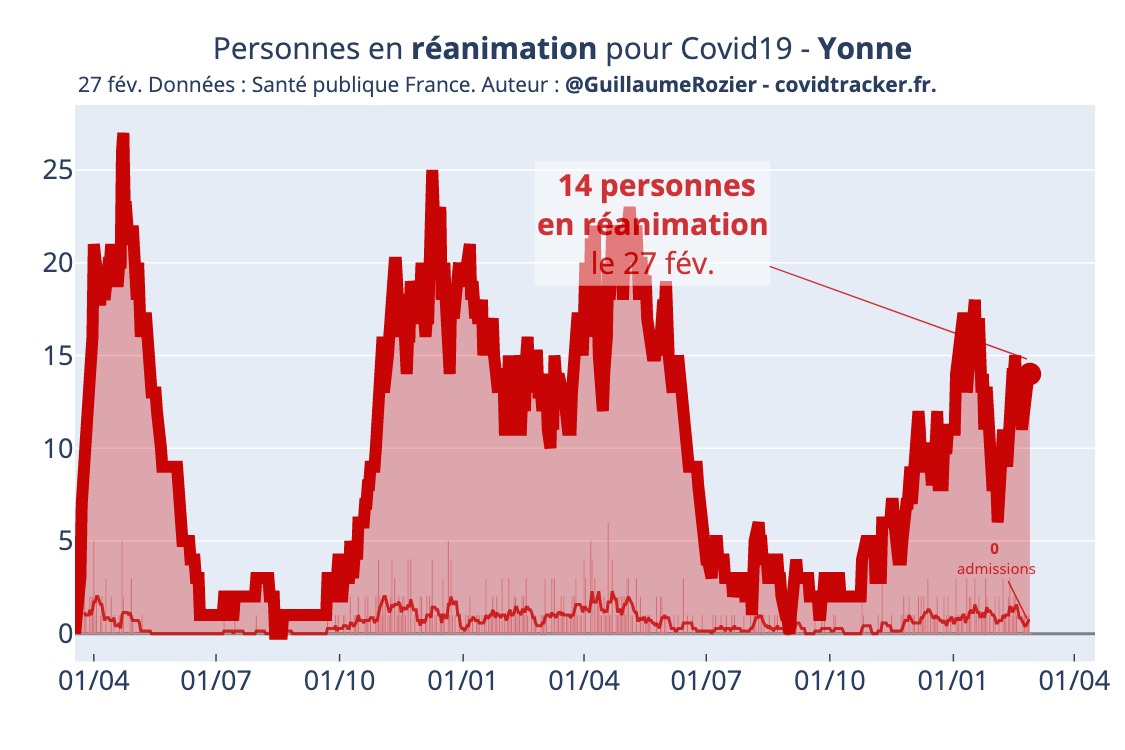 Personnes en réanimation pour Covid19 - Yonne
27 fév. Données : Santé publique France. Auteur : @GuillaumeRozier - covidtracker.fr.
25
20
15
10
5
0
14 personnes
en réanimation
le 27 fév.
0
admissions
01/04 01/07 01/10 01/01 01/04 01/07 01/10 01/01 01/04